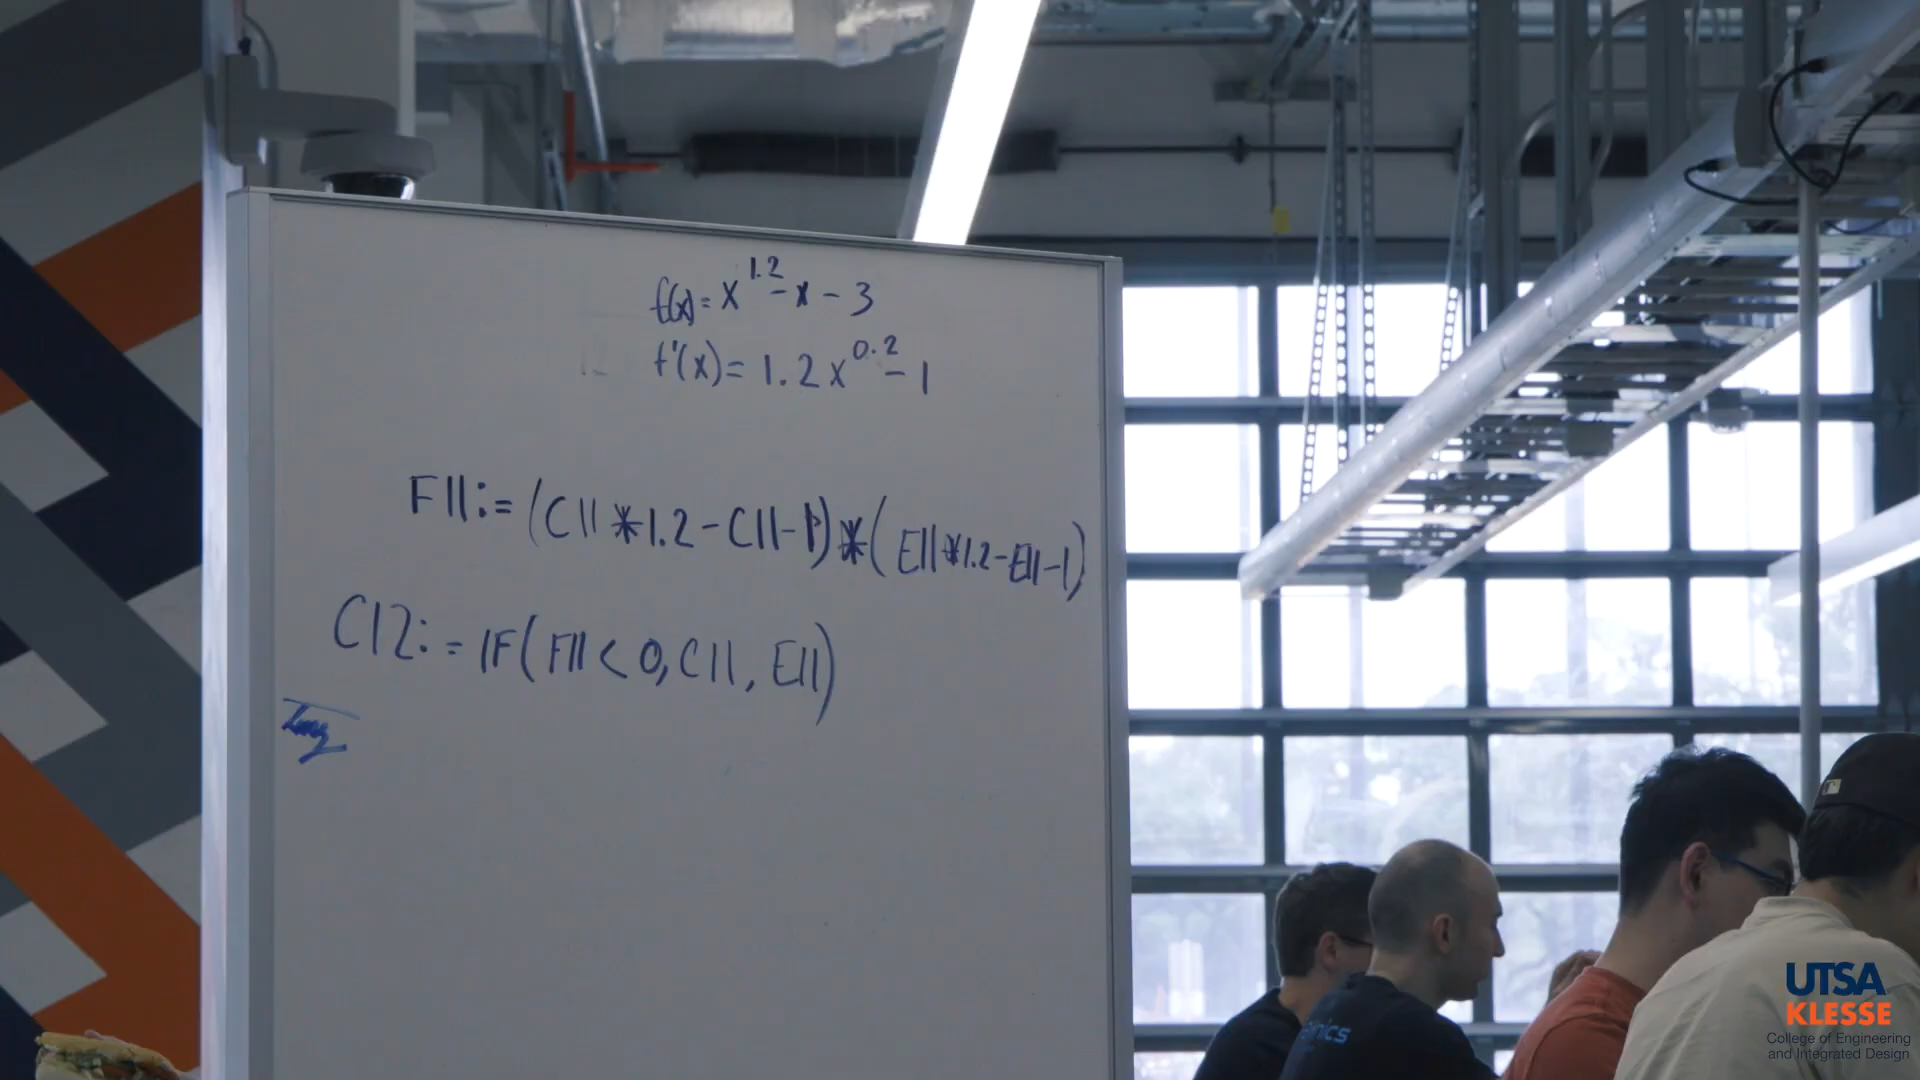 f(x) = x^1.2 - x - 3
f'(x) = 1.2x^0.2 - 1
F11: = (C11*1.2-C11-1)*(E11*1.2-E11-1)
C12: = IF(F11<0,C11,E11)
UTSA
KLESSE
College of Engineering
and Integrated Design